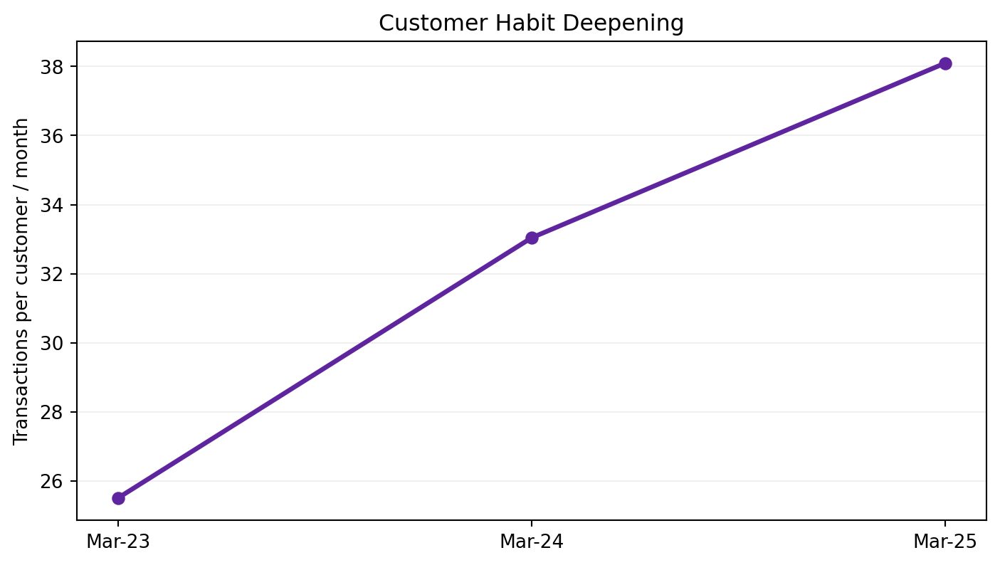 Customer Habit Deepening
Transactions per customer / month
38
36
34
32
30
28
26
Mar-23
Mar-24
Mar-25